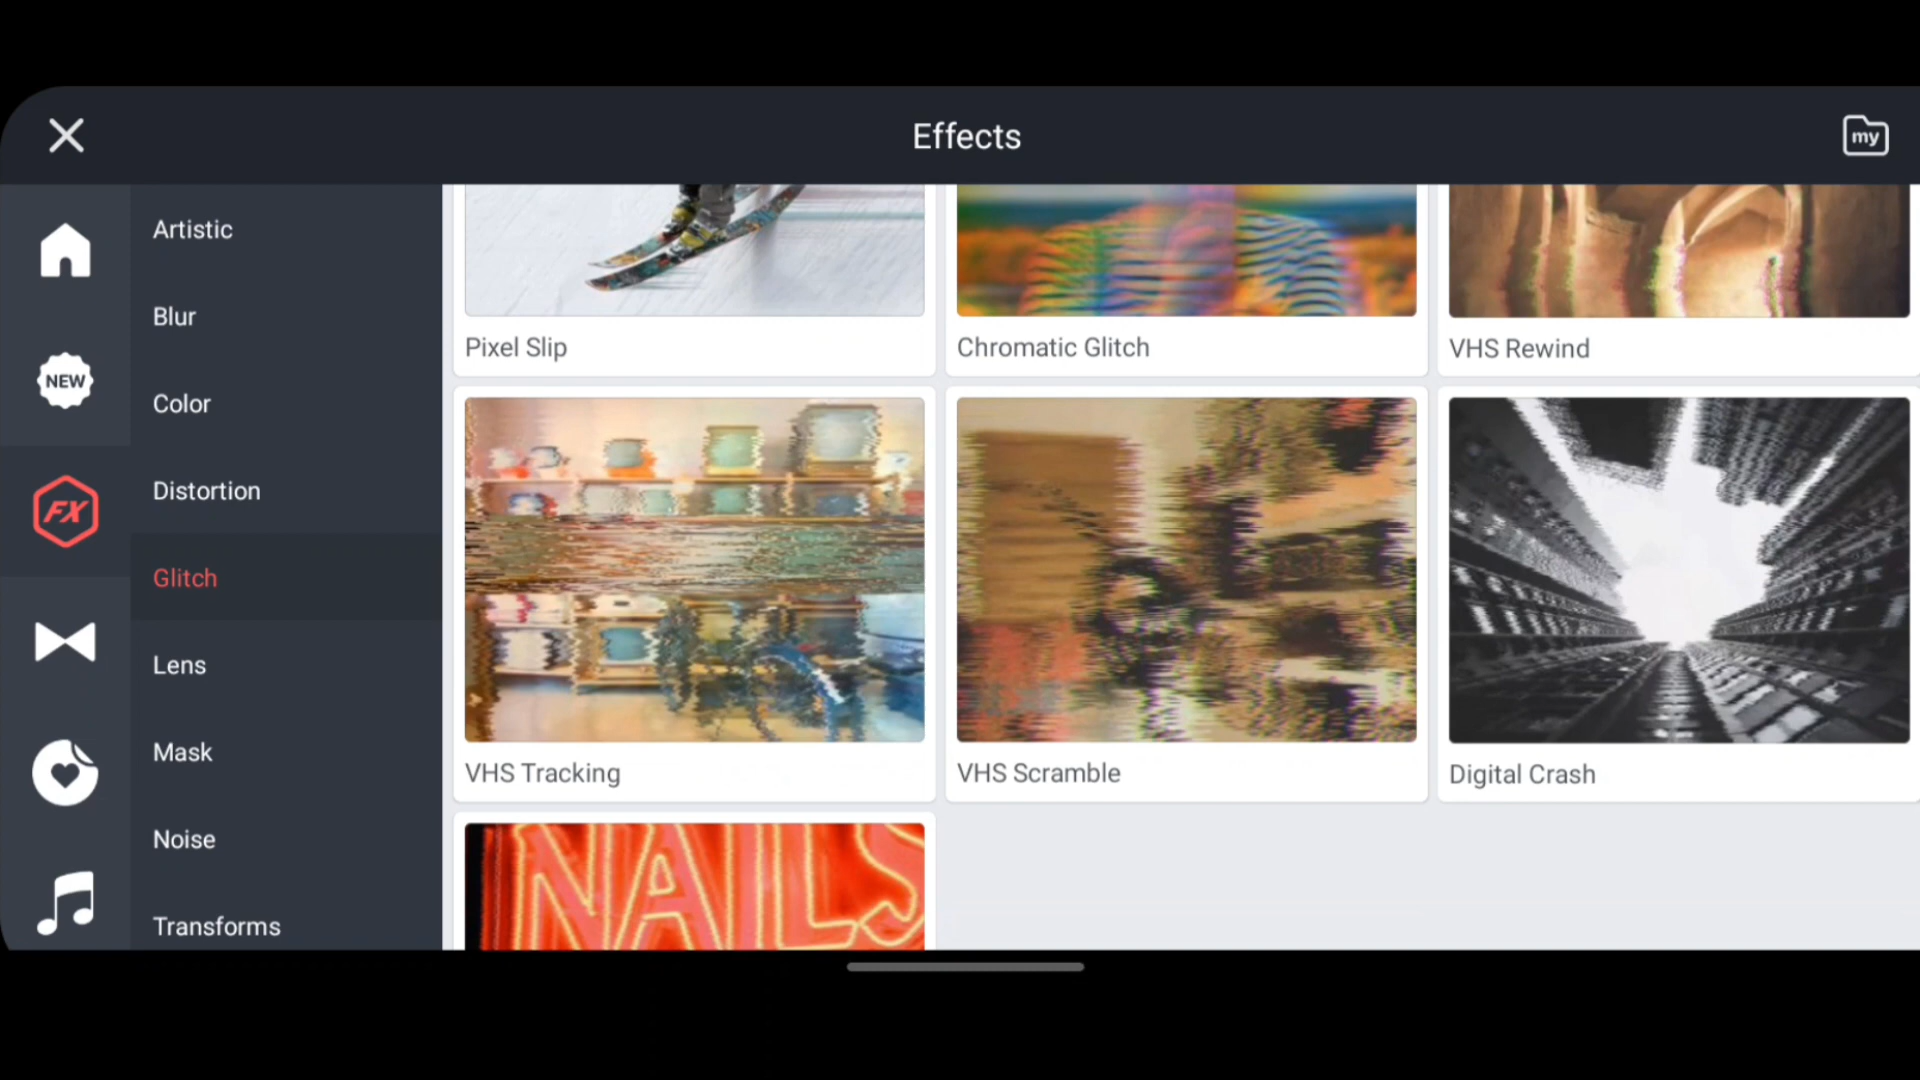 Effects
my
NEW
FX
Artistic
Blur
Color
Distortion
Glitch
Lens
Mask
Noise
Transforms
Pixel Slip
Chromatic Glitch
VHS Rewind
VHS Tracking
VHS Scramble
Digital Crash
NAILS